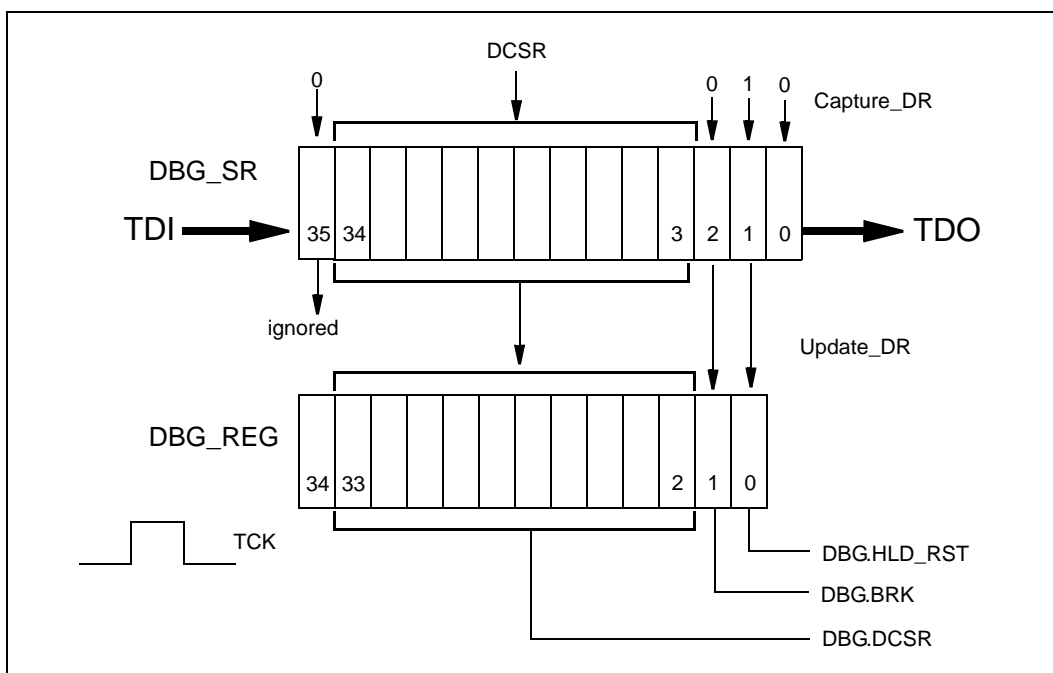 DCSR
0
0 1 0
Capture_DR
DBG_SR
TDI
35 34 3 2 1 0
TDO
ignored
Update_DR
DBG_REG
34 33 2 1 0
TCK
DBG.HLD_RST
DBG.BRK
DBG.DCSR